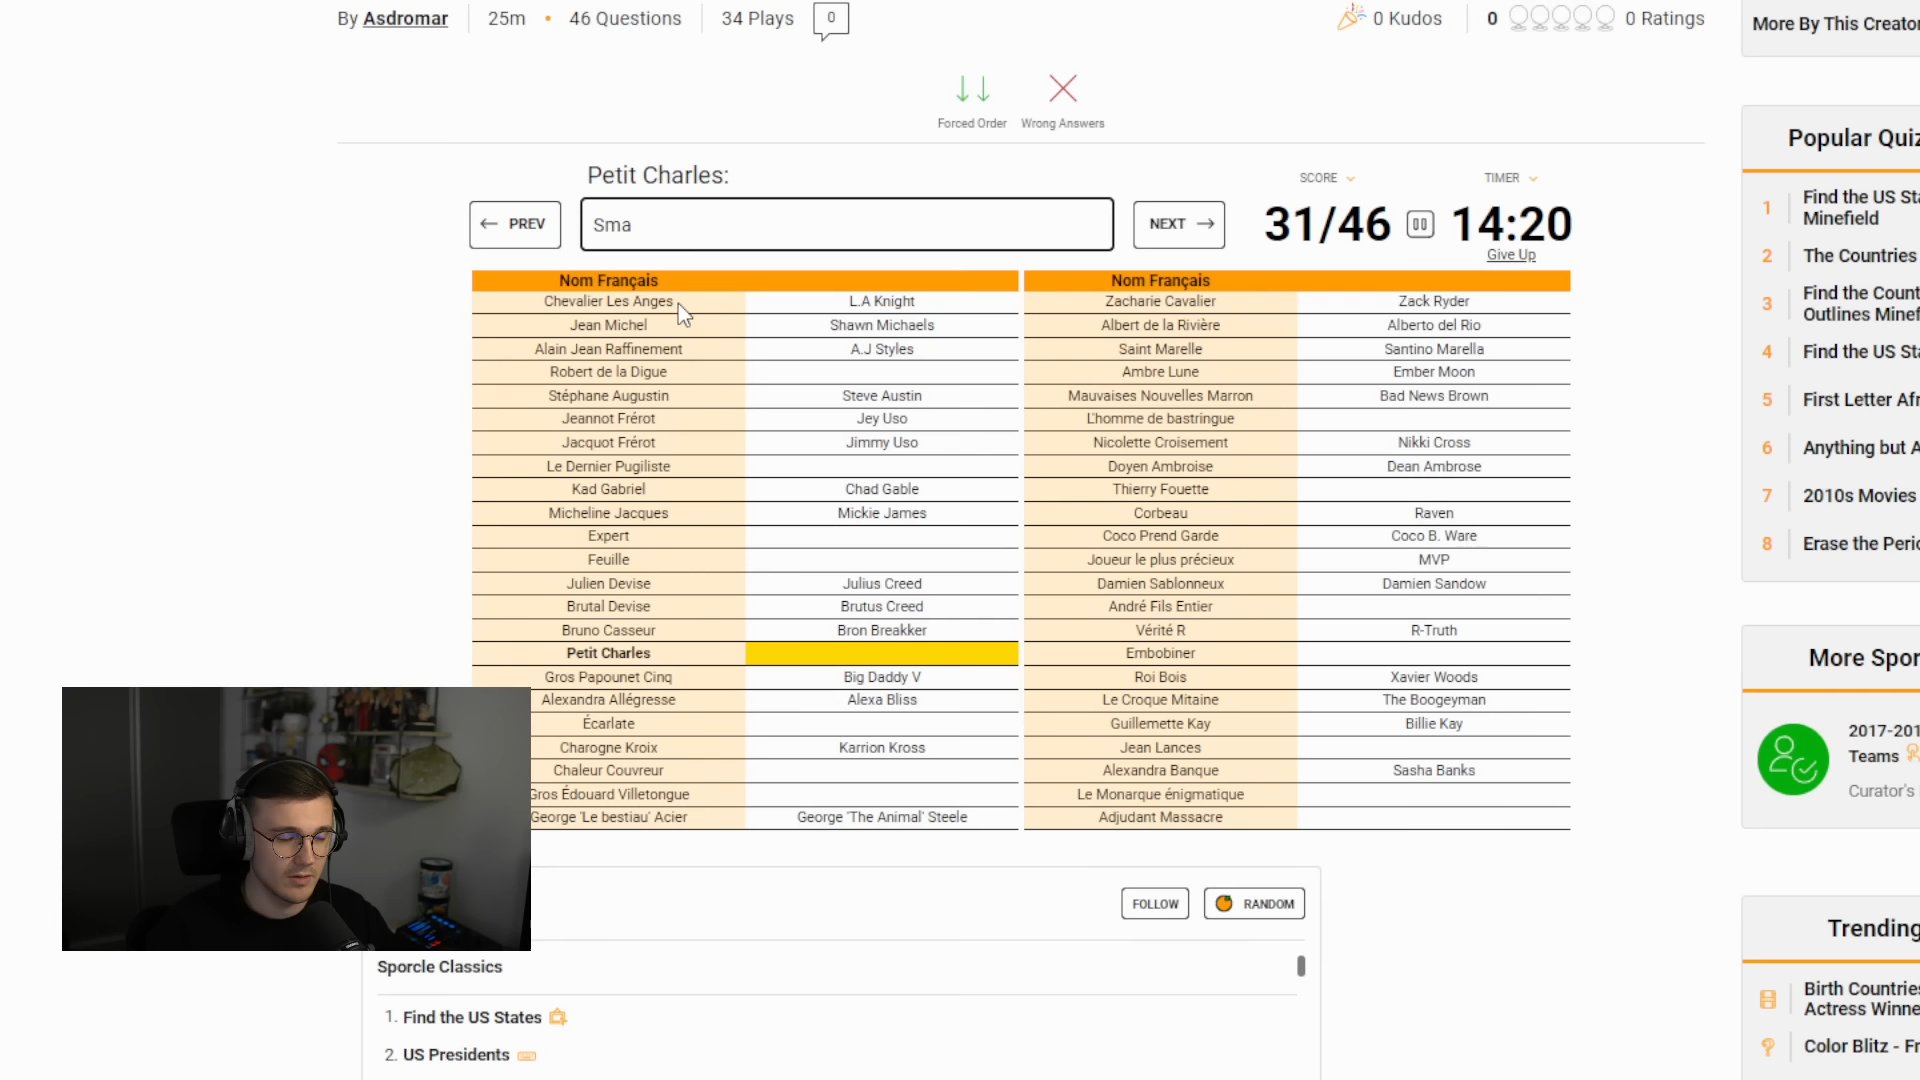 By Asdromar
25m • 46 Questions
34 Plays
0
0 Kudos
0
0 Ratings
More By This Creator
Forced Order
Wrong Answers
Petit Charles:
← PREV
Sma
NEXT →
SCORE
31/46
TIMER
14:20
Give Up
Nom Français
Chevalier Les Anges L.A Knight
Jean Michel Shawn Michaels
Alain Jean Raffinement A.J Styles
Robert de la Digue
Stéphane Augustin Steve Austin
Jeannot Frérot Jey Uso
Jacquot Frérot Jimmy Uso
Le Dernier Pugiliste
Kad Gabriel Chad Gable
Micheline Jacques Mickie James
Expert
Feuille
Julien Devise Julius Creed
Brutal Devise Brutus Creed
Bruno Casseur Bron Breakker
Petit Charles
Gros Papounet Cinq Big Daddy V
Alexandra Allégresse Alexa Bliss
Écarlate
Charogne Kroix Karrion Kross
Chaleur Couvreur
Gros Édouard Villetongue
George 'Le bestiau' Acier George 'The Animal' Steele
Nom Français
Zacharie Cavalier Zack Ryder
Albert de la Rivière Alberto del Rio
Saint Marelle Santino Marella
Ambre Lune Ember Moon
Mauvaises Nouvelles Marron Bad News Brown
L'homme de bastringue
Nicolette Croisement Nikki Cross
Doyen Ambroise Dean Ambrose
Thierry Fouette
Corbeau Raven
Coco Prend Garde Coco B. Ware
Joueur le plus précieux MVP
Damien Sablonneux Damien Sandow
André Fils Entier
Vérité R R-Truth
Embobiner
Roi Bois Xavier Woods
Le Croque Mitaine The Boogeyman
Guillemette Kay Billie Kay
Jean Lances
Alexandra Banque Sasha Banks
Le Monarque énigmatique
Adjudant Massacre
FOLLOW
RANDOM
Sporcle Classics
1. Find the US States
2. US Presidents
Popular Quiz
1 Find the US Sta
Minefield
2 The Countries
3 Find the Count
Outlines Minef
4 Find the US Sta
5 First Letter Afr
6 Anything but A
7 2010s Movies
8 Erase the Perio
More Spor
2017-201
Teams
Curator's
Trending
Birth Countries
Actress Winne
Color Blitz - Fr